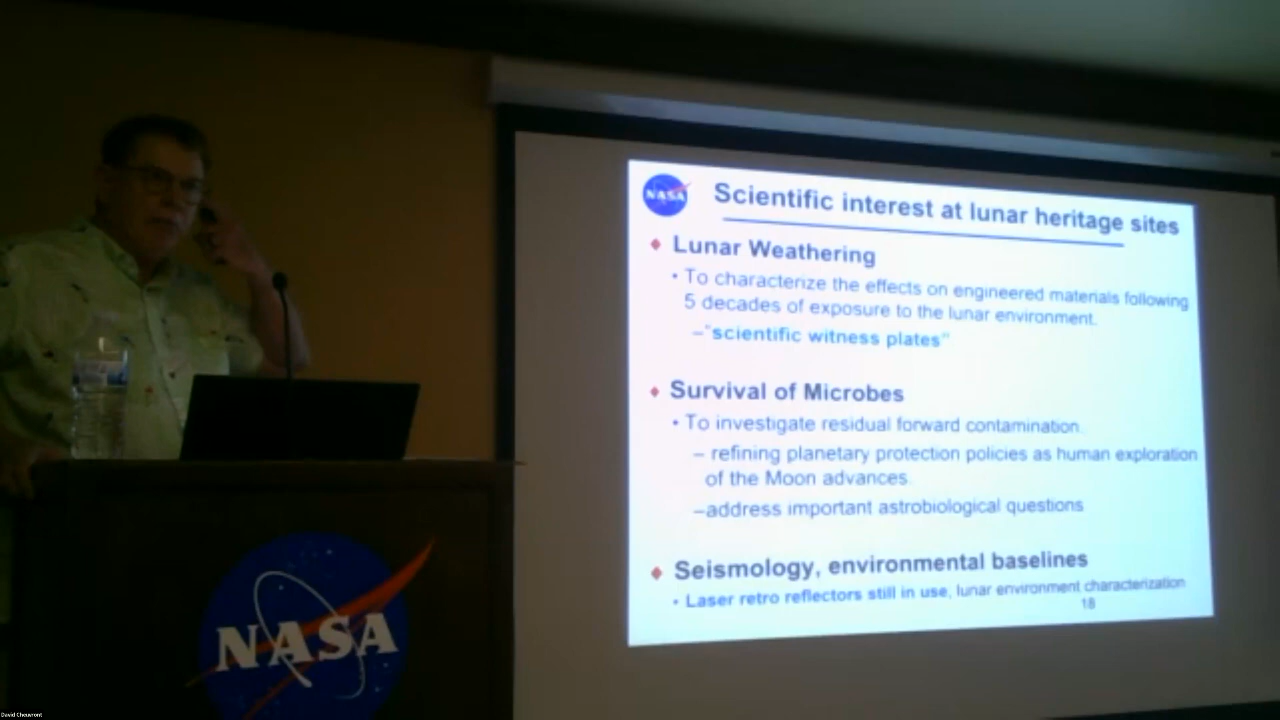 NASA
Scientific interest at lunar heritage sites
♦ Lunar Weathering
• To characterize the effects on engineered materials following
5 decades of exposure to the lunar environment.
–"scientific witness plates"
♦ Survival of Microbes
• To investigate residual forward contamination
– refining planetary protection policies as human exploration
of the Moon advances.
–address important astrobiological questions
♦ Seismology, environmental baselines
• Laser retro reflectors still in use, lunar environment characterization
18
NASA
David Cheuvront